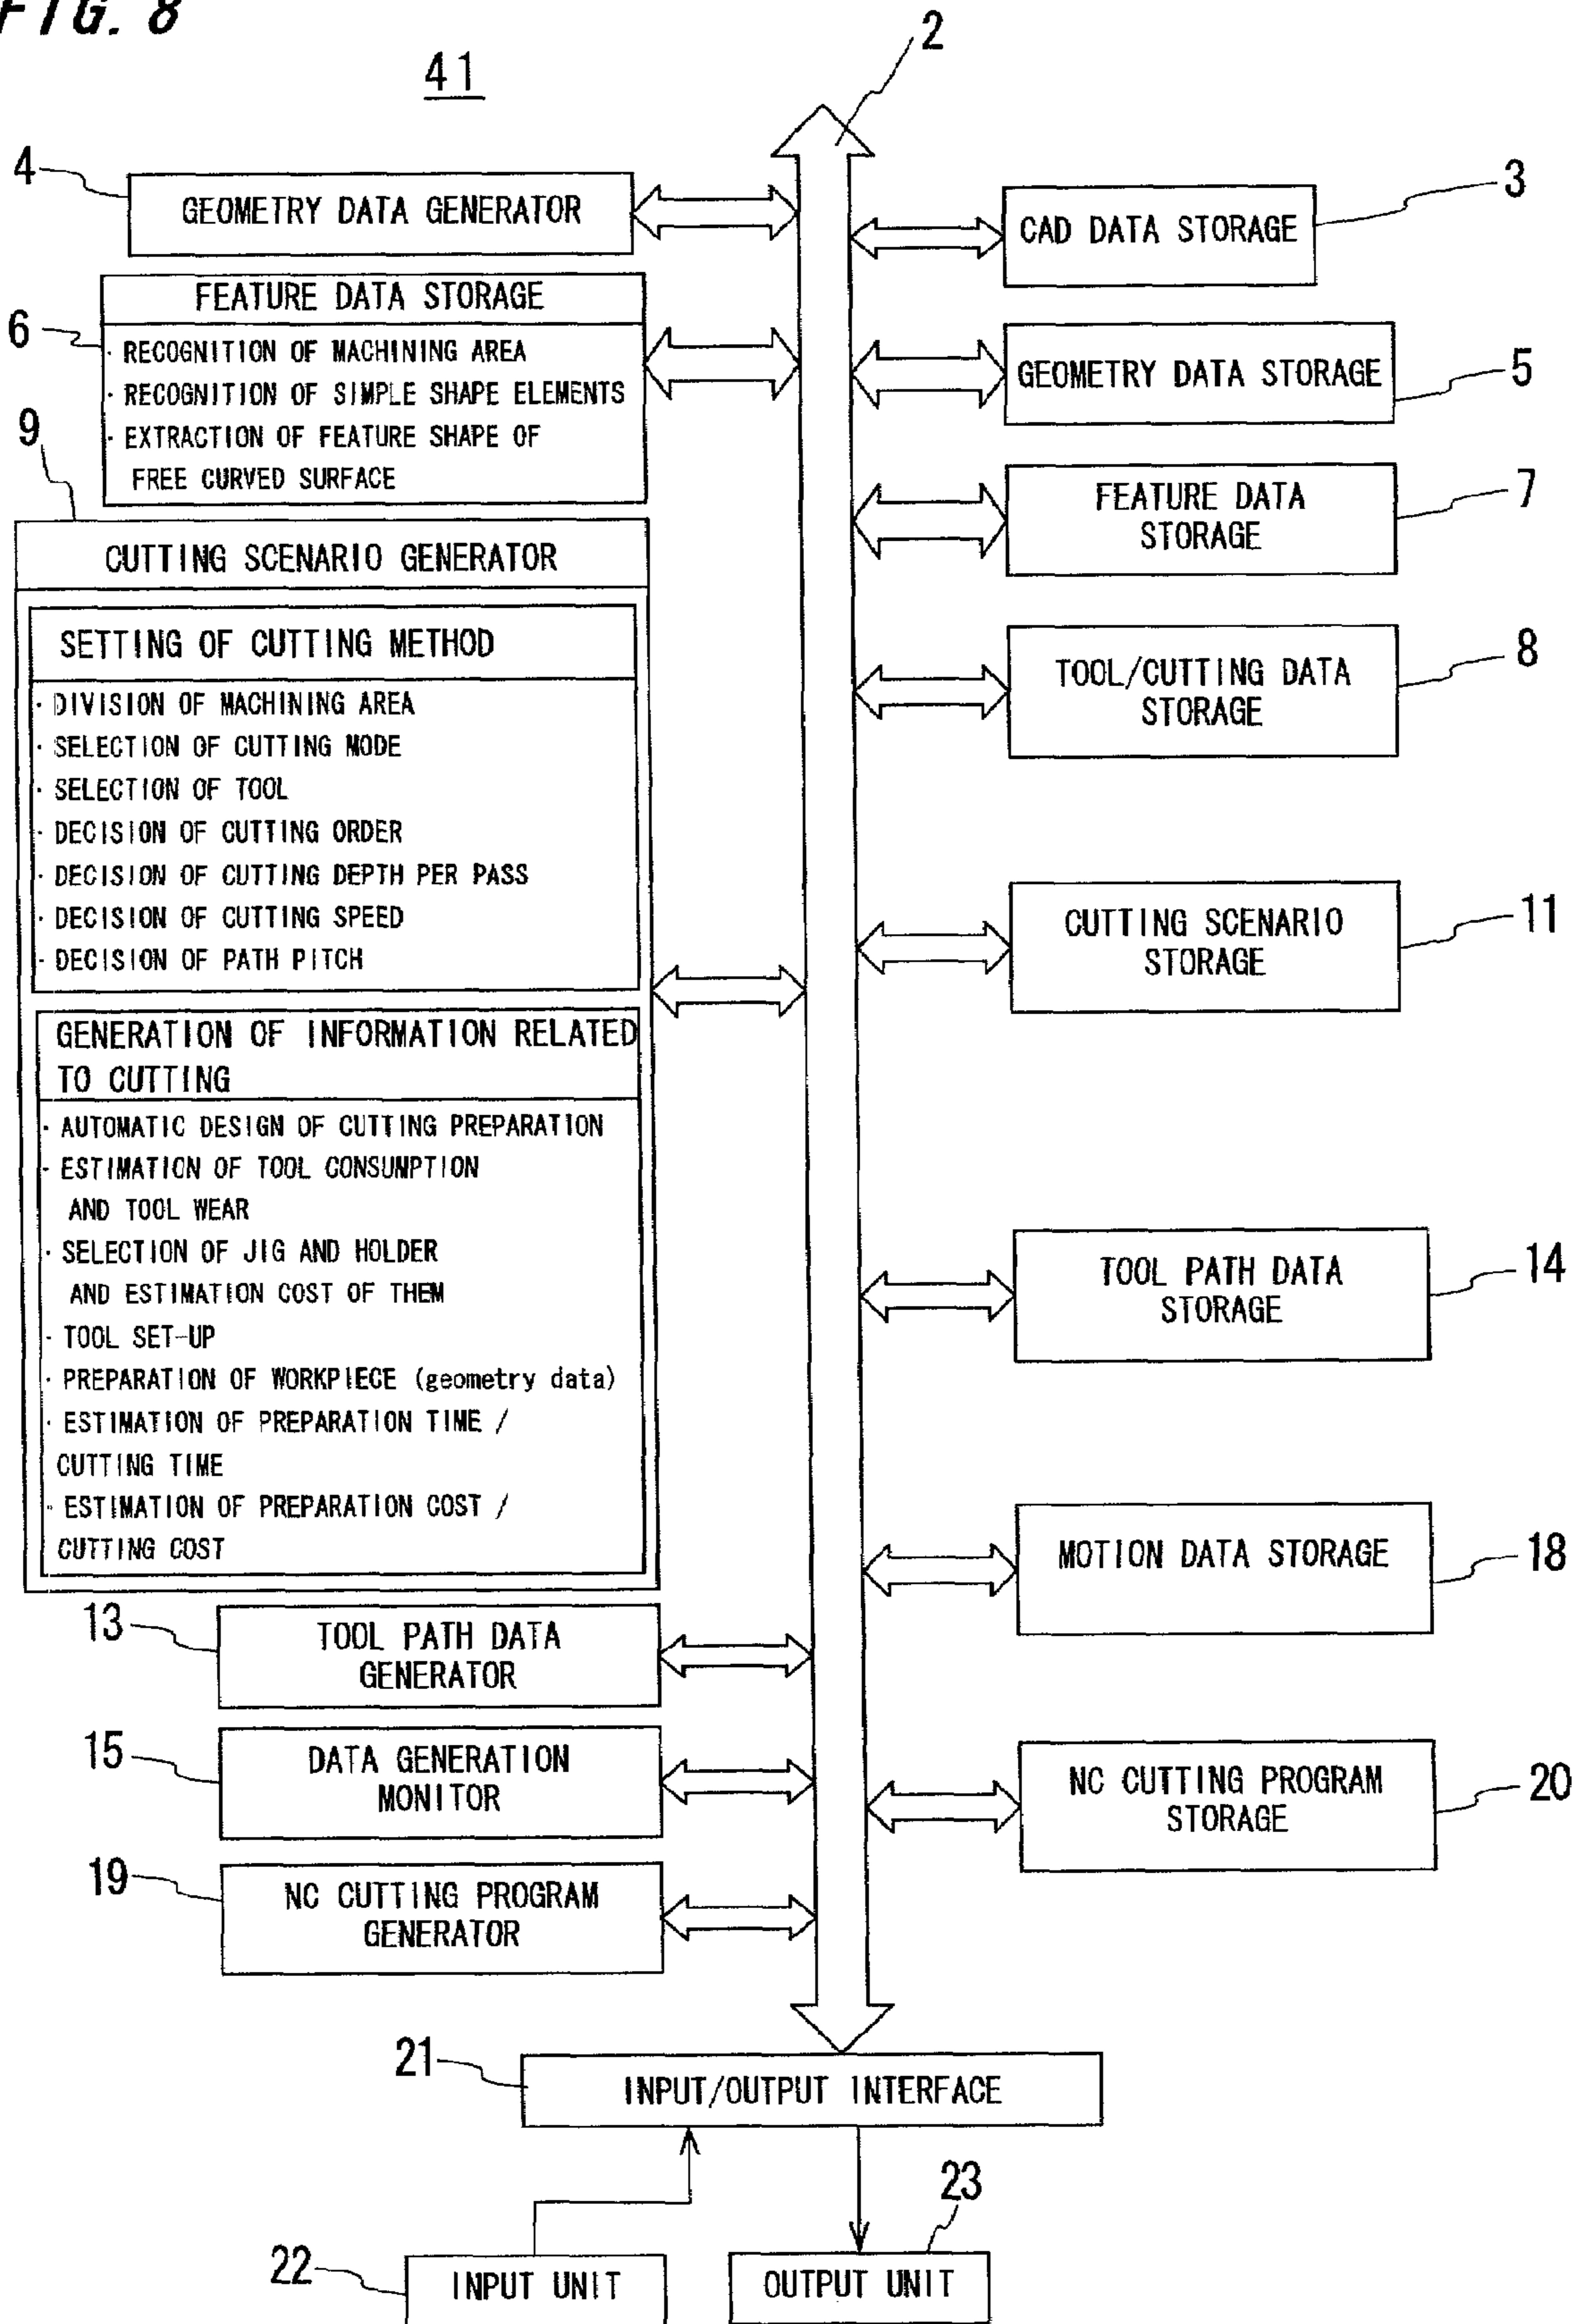 FIG. 8
41
2
4
GEOMETRY DATA GENERATOR
6
FEATURE DATA STORAGE
· RECOGNITION OF MACHINING AREA
· RECOGNITION OF SIMPLE SHAPE ELEMENTS
· EXTRACTION OF FEATURE SHAPE OF
FREE CURVED SURFACE
9
CUTTING SCENARIO GENERATOR
SETTING OF CUTTING METHOD
· DIVISION OF MACHINING AREA
· SELECTION OF CUTTING MODE
· SELECTION OF TOOL
· DECISION OF CUTTING ORDER
· DECISION OF CUTTING DEPTH PER PASS
· DECISION OF CUTTING SPEED
· DECISION OF PATH PITCH
GENERATION OF INFORMATION RELATED
TO CUTTING
· AUTOMATIC DESIGN OF CUTTING PREPARATION
· ESTIMATION OF TOOL CONSUMPTION
AND TOOL WEAR
· SELECTION OF JIG AND HOLDER
AND ESTIMATION COST OF THEM
· TOOL SET-UP
· PREPARATION OF WORKPIECE (geometry data)
· ESTIMATION OF PREPARATION TIME /
CUTTING TIME
· ESTIMATION OF PREPARATION COST /
CUTTING COST
13
TOOL PATH DATA
GENERATOR
15
DATA GENERATION
MONITOR
19
NC CUTTING PROGRAM
GENERATOR
3
CAD DATA STORAGE
5
GEOMETRY DATA STORAGE
7
FEATURE DATA
STORAGE
8
TOOL/CUTTING DATA
STORAGE
11
CUTTING SCENARIO
STORAGE
14
TOOL PATH DATA
STORAGE
18
MOTION DATA STORAGE
20
NC CUTTING PROGRAM
STORAGE
21
INPUT/OUTPUT INTERFACE
22
INPUT UNIT
23
OUTPUT UNIT